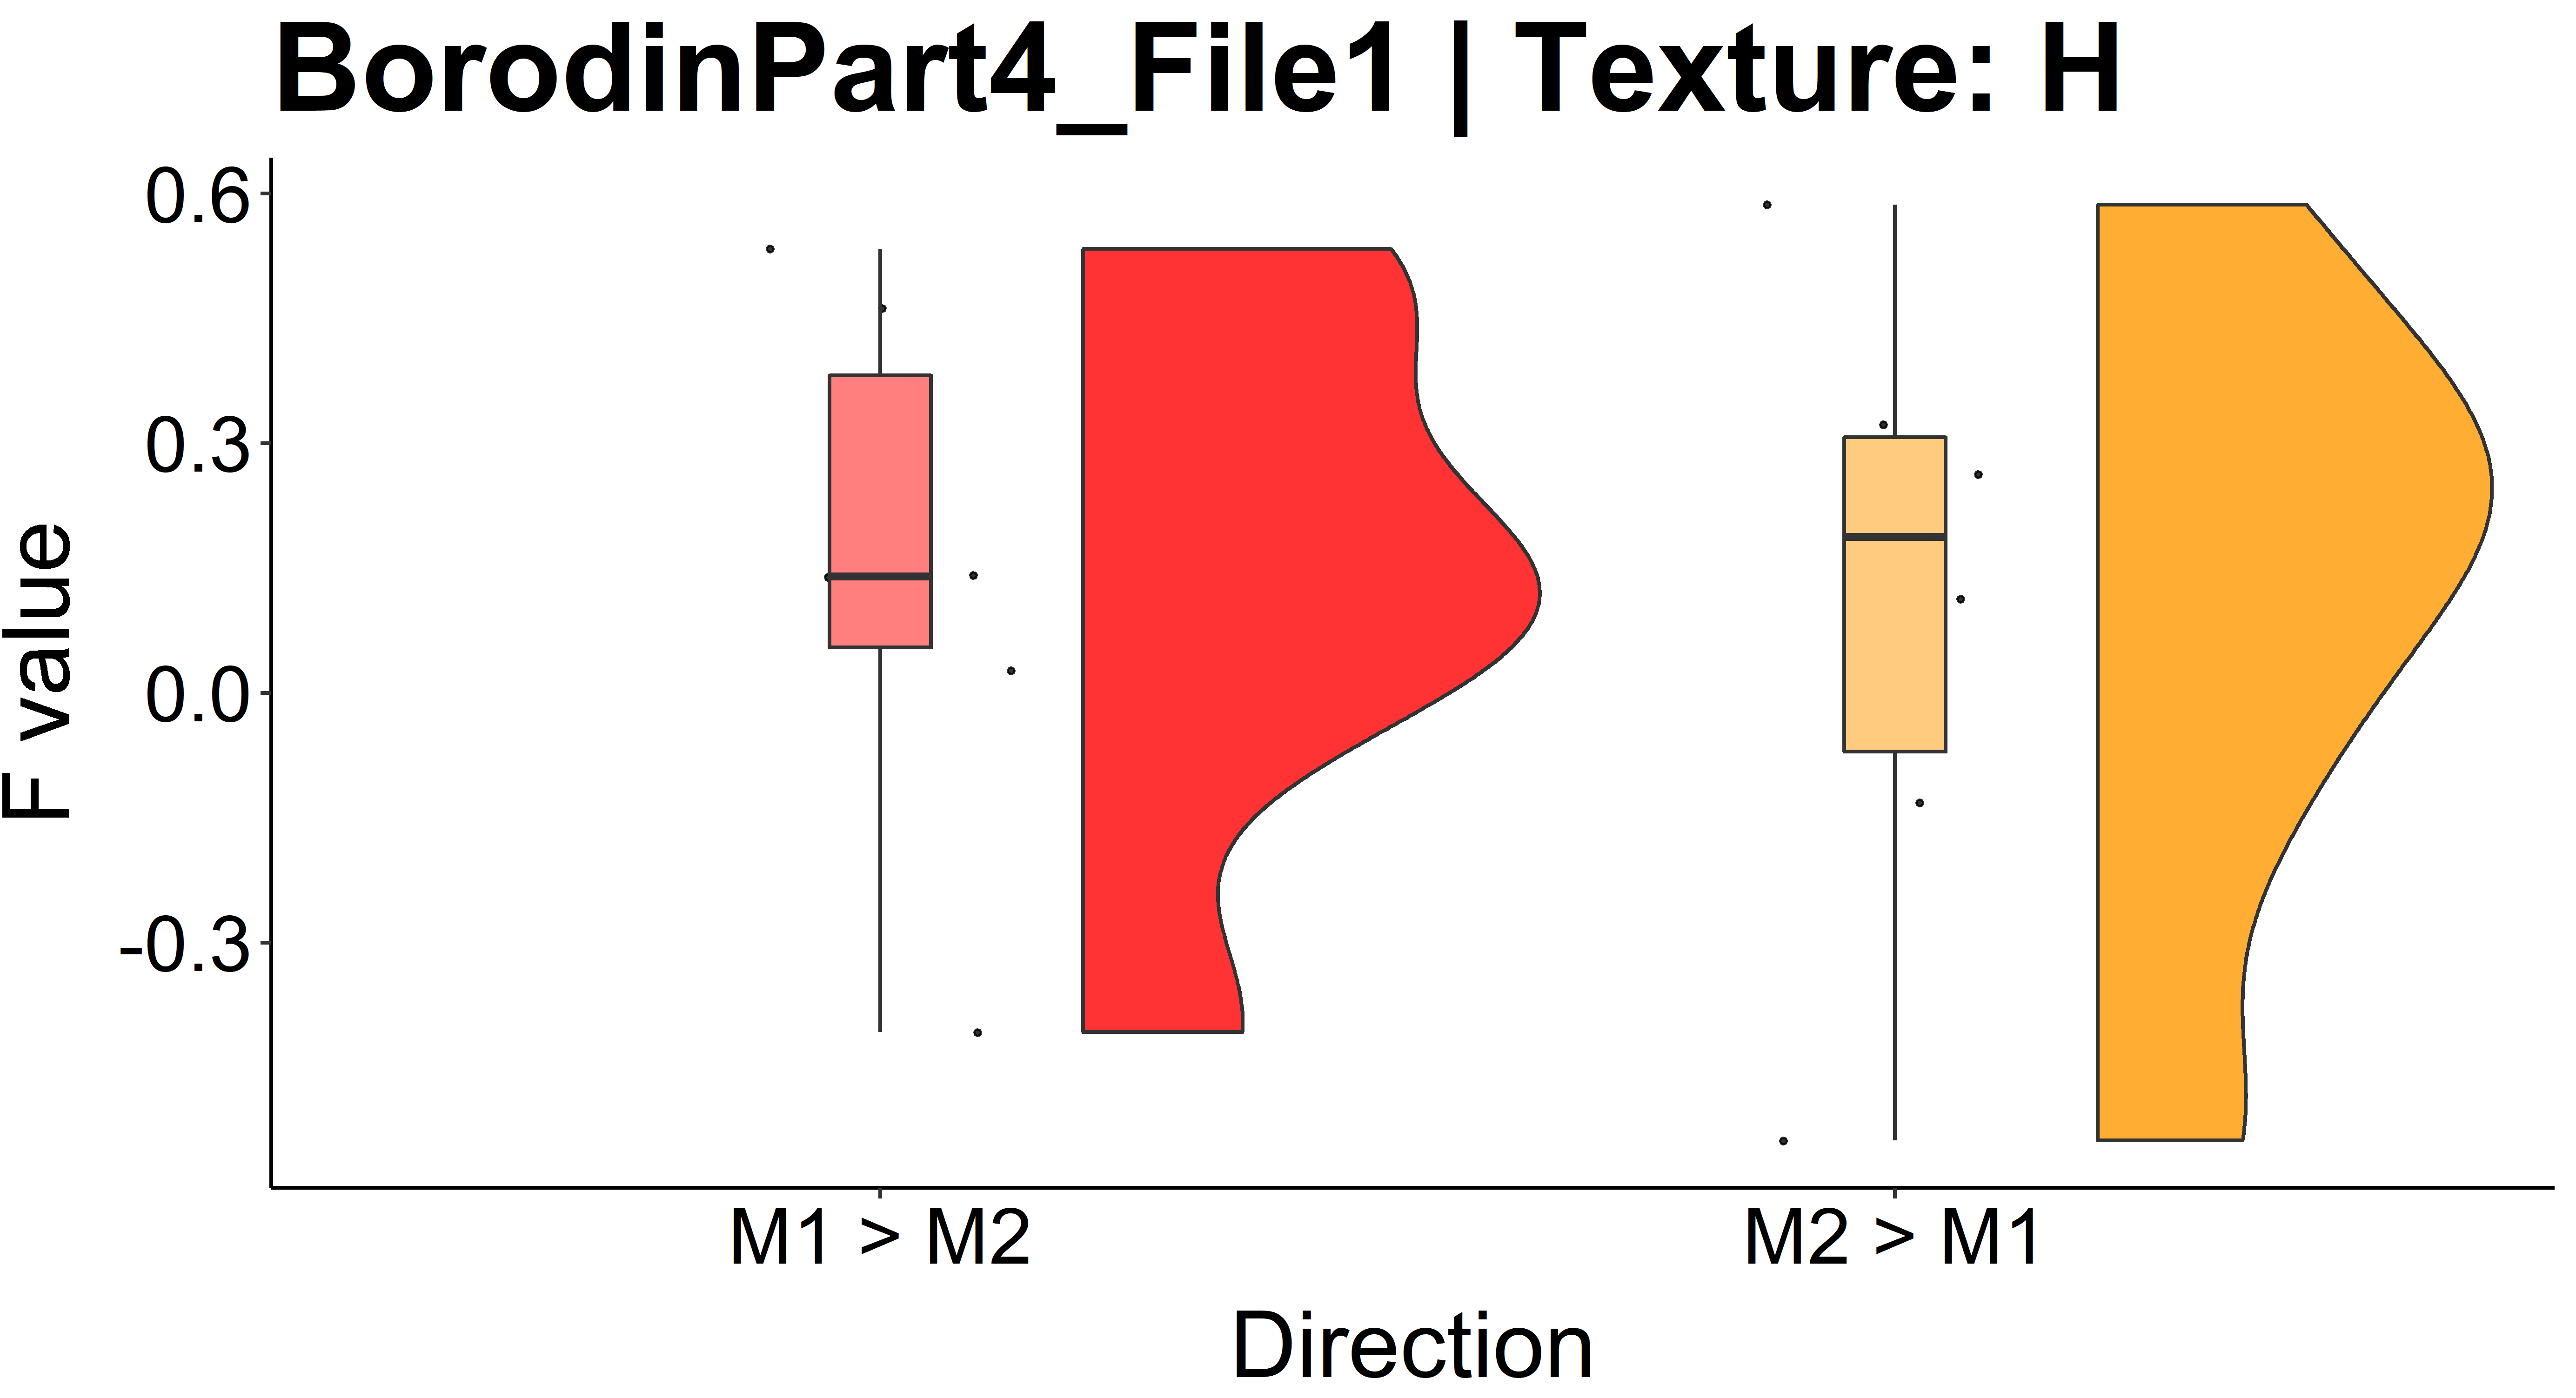 BorodinPart4_File1 | Texture: H
0.6
0.3
0.0
-0.3
F value
M1 > M2
M2 > M1
Direction